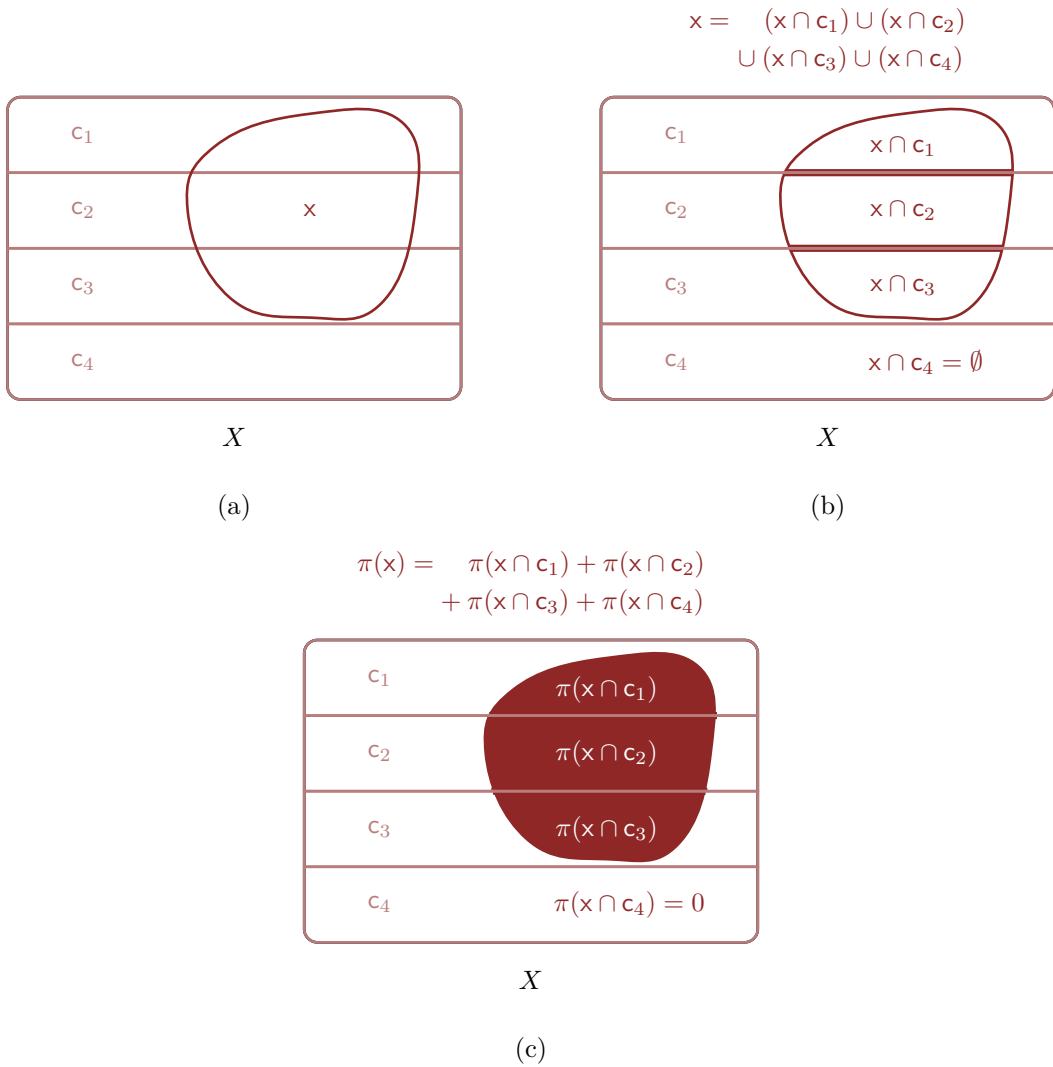 x = (x ∩ c₁) ∪ (x ∩ c₂)
∪ (x ∩ c₃) ∪ (x ∩ c₄)
c₁
c₂ x
c₃
c₄
X
(a)
c₁ x ∩ c₁
c₂ x ∩ c₂
c₃ x ∩ c₃
c₄ x ∩ c₄ = ∅
X
(b)
π(x) = π(x ∩ c₁) + π(x ∩ c₂)
+ π(x ∩ c₃) + π(x ∩ c₄)
c₁ π(x ∩ c₁)
c₂ π(x ∩ c₂)
c₃ π(x ∩ c₃)
c₄ π(x ∩ c₄) = 0
X
(c)